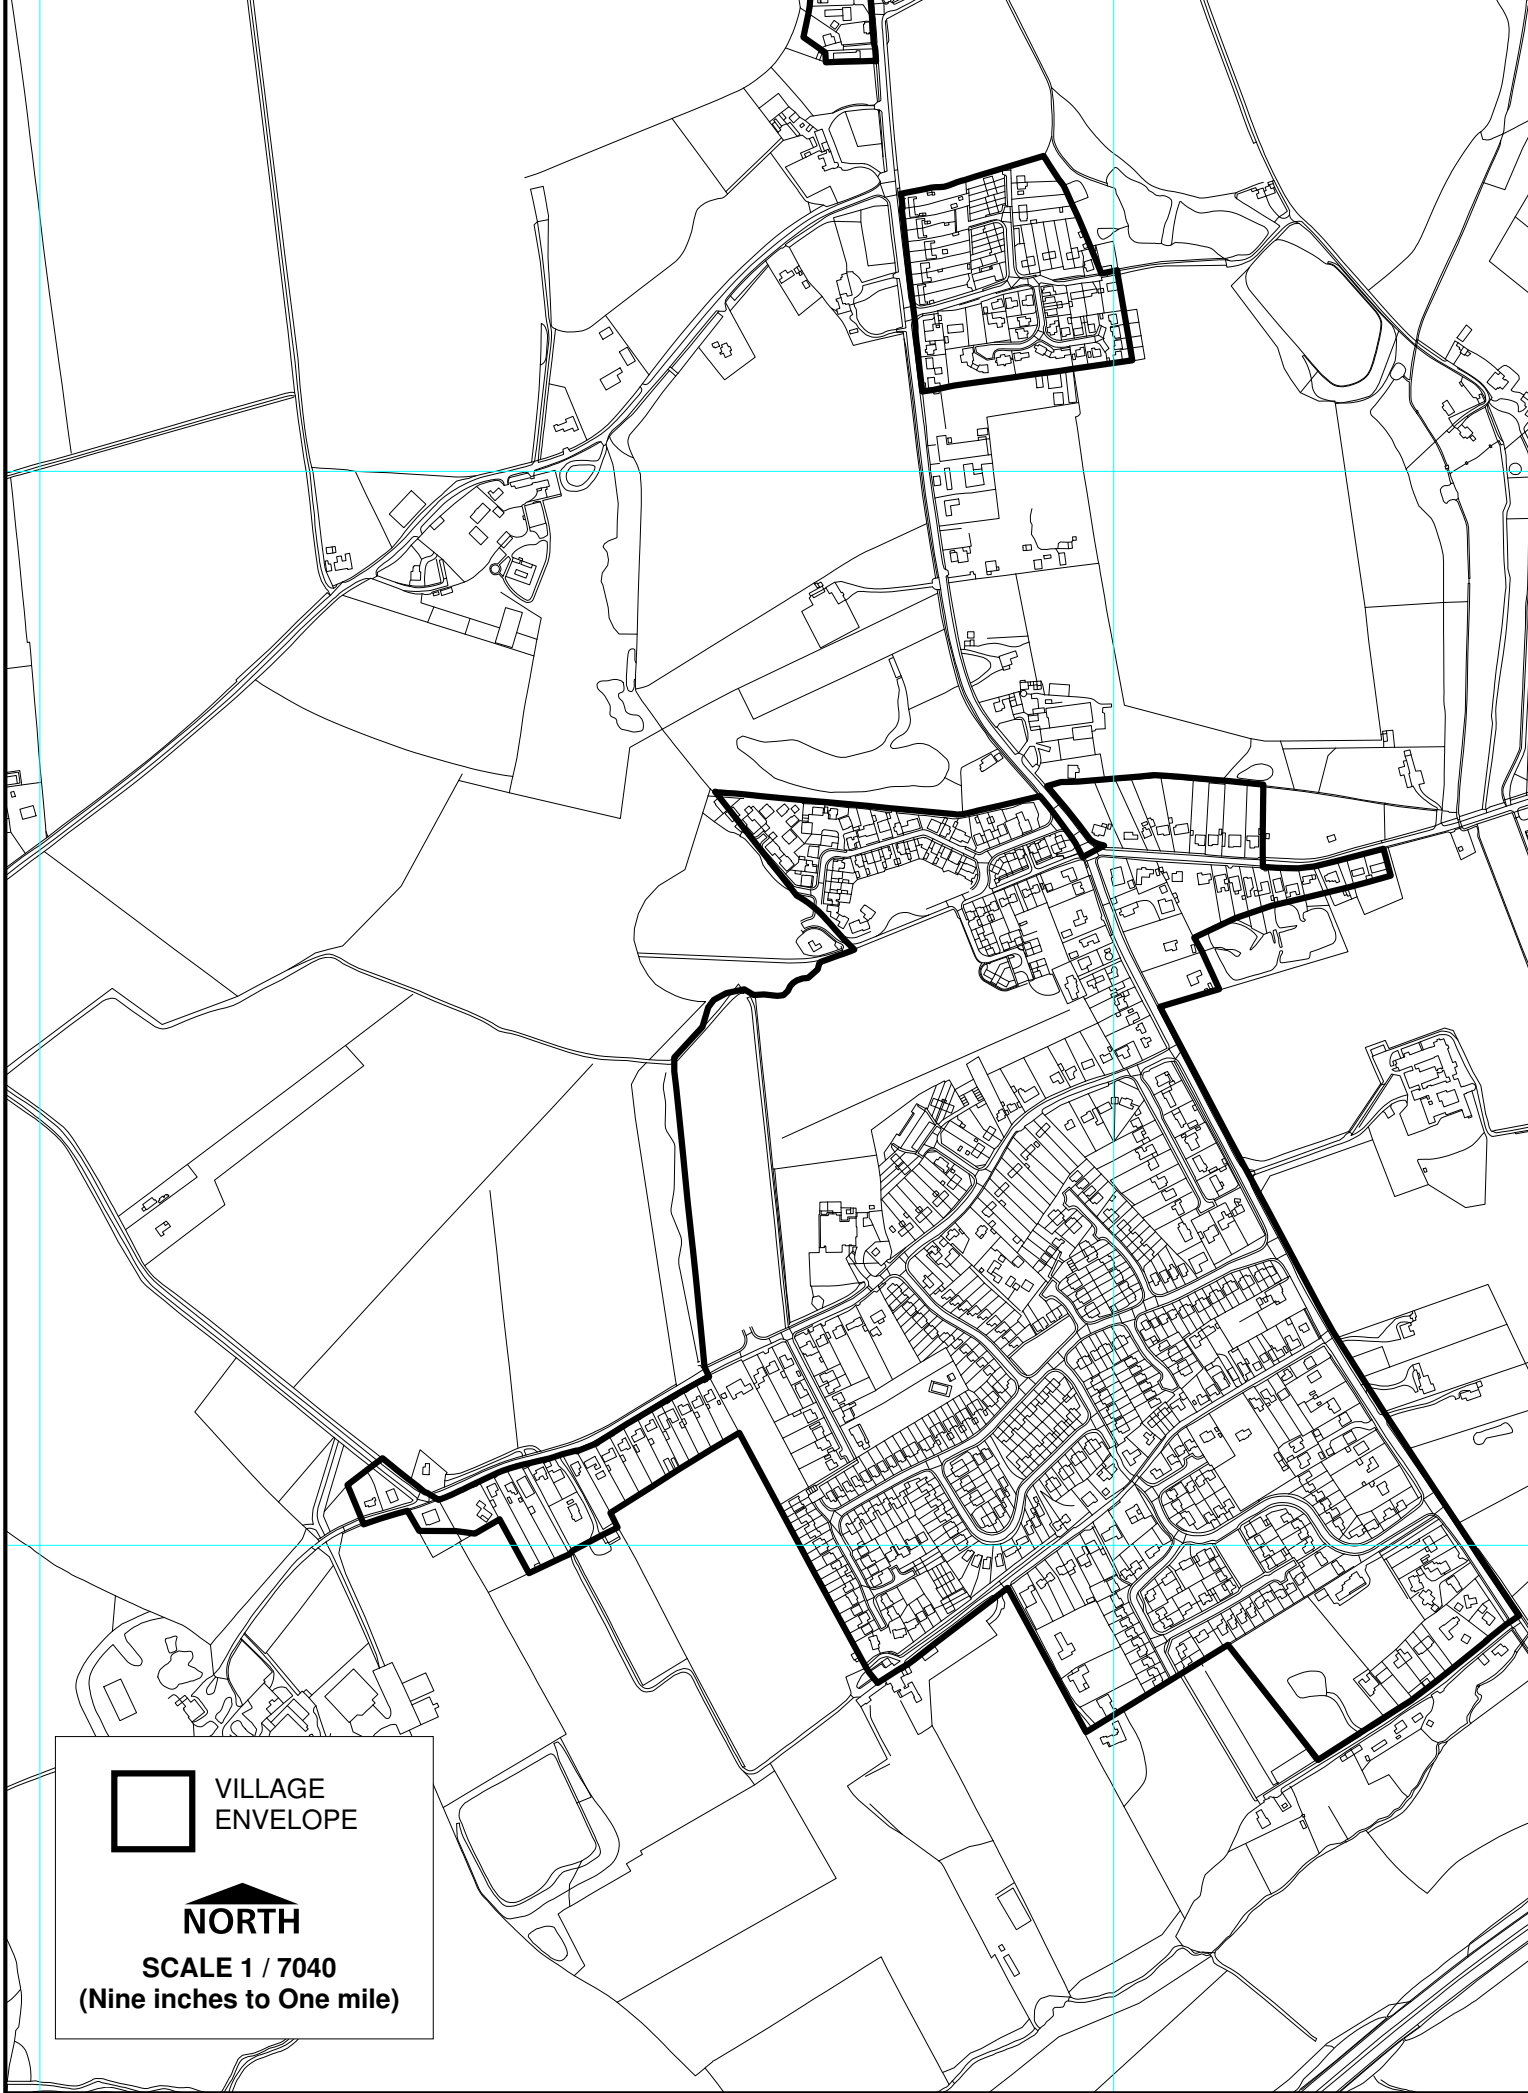 VILLAGE
ENVELOPE
NORTH
SCALE 1 / 7040
(Nine inches to One mile)